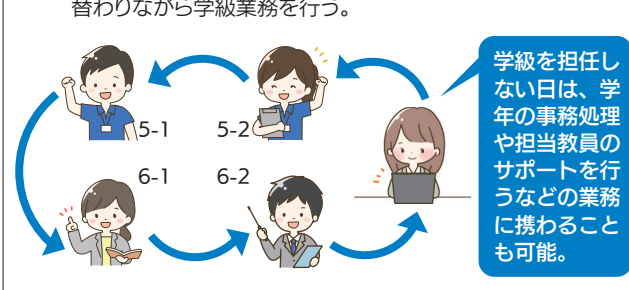 替わりながら学級業務を行う。
5-1
5-2
6-1
6-2
学級を担任し
ない日は、学
年の事務処理
や担当教員の
サポートを行
うなどの業務
に携わること
も可能。